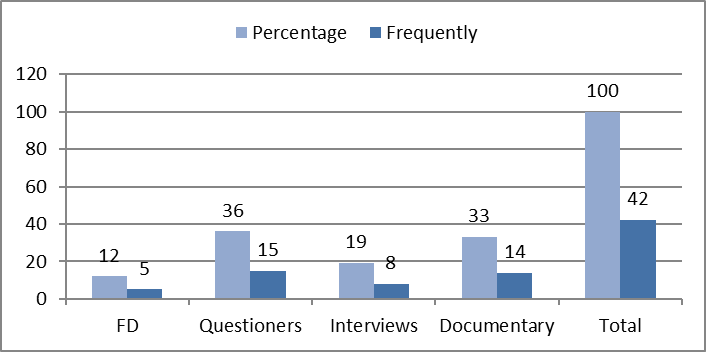 Percentage Frequently
120
100
80
60
40
20
0
12 5 36 15 19 8 33 14 100 42
FD Questioners Interviews Documentary Total